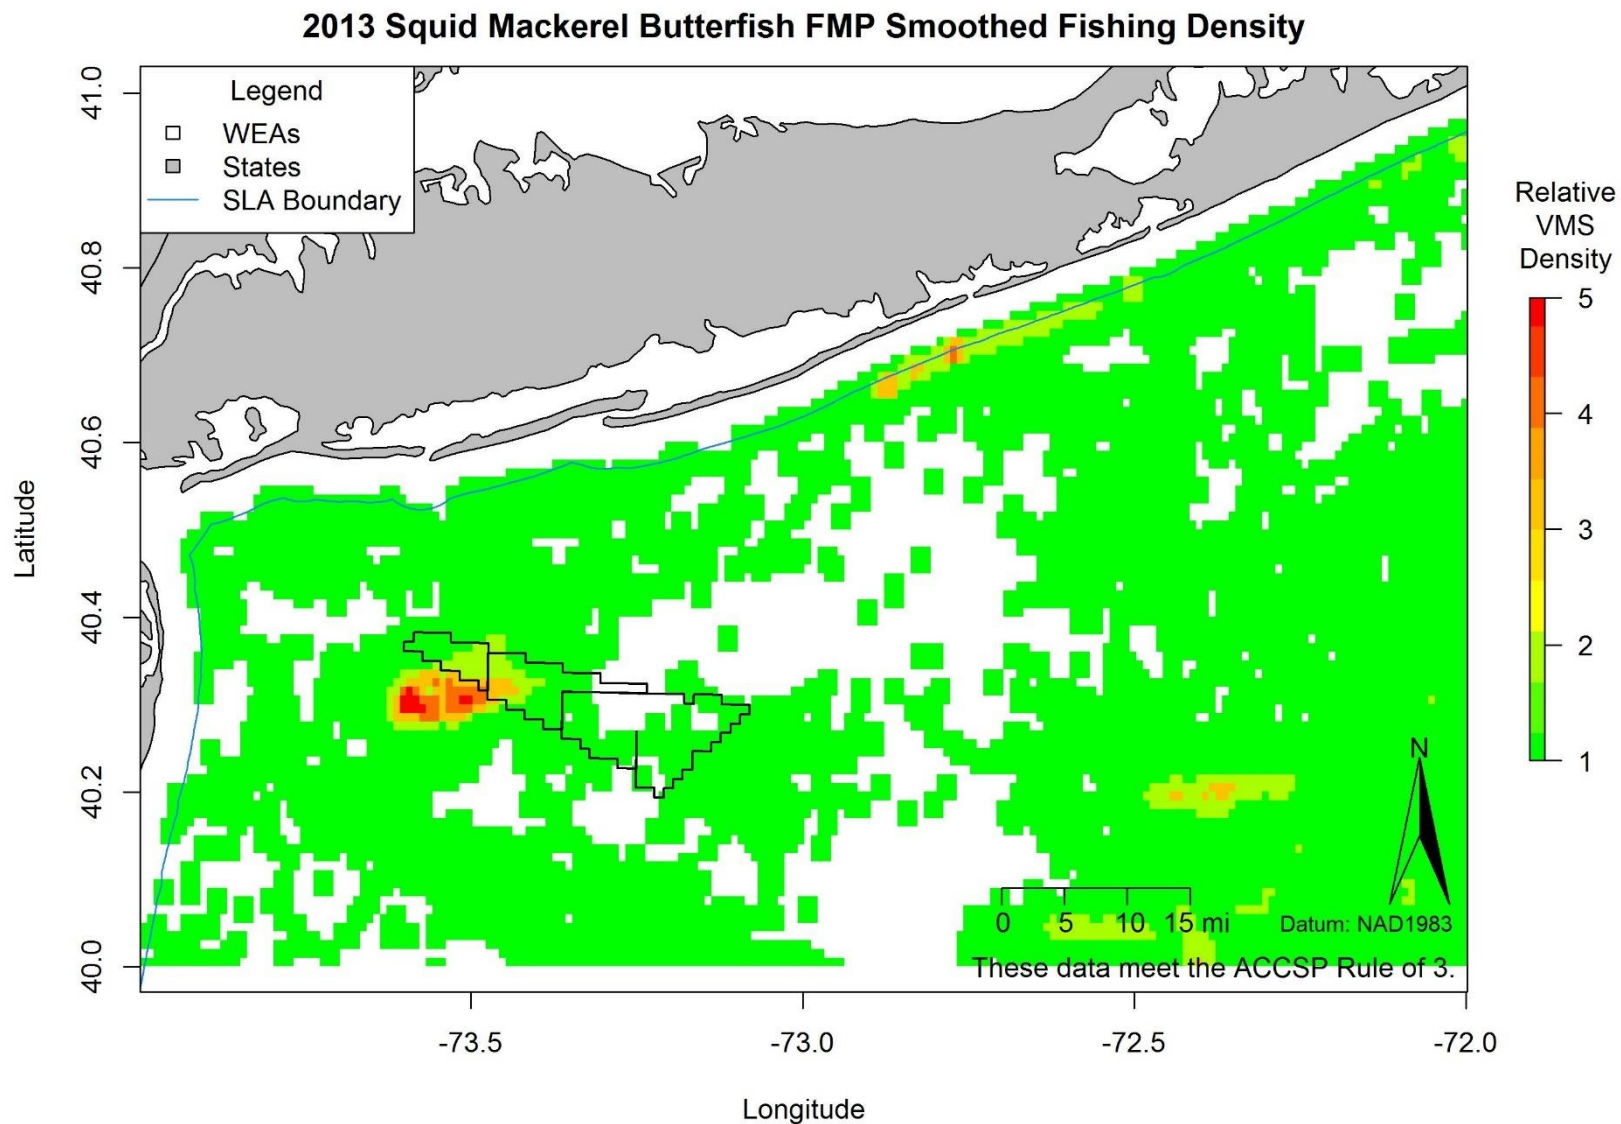 2013 Squid Mackerel Butterfish FMP Smoothed Fishing Density
Legend
WEAs
States
SLA Boundary
41.0
40.8
40.6
40.4
40.2
40.0
Latitude
Relative
VMS
Density
5
4
3
2
1
N
0 5 10 15 mi
Datum: NAD1983
These data meet the ACCSP Rule of 3.
-73.5 -73.0 -72.5 -72.0
Longitude